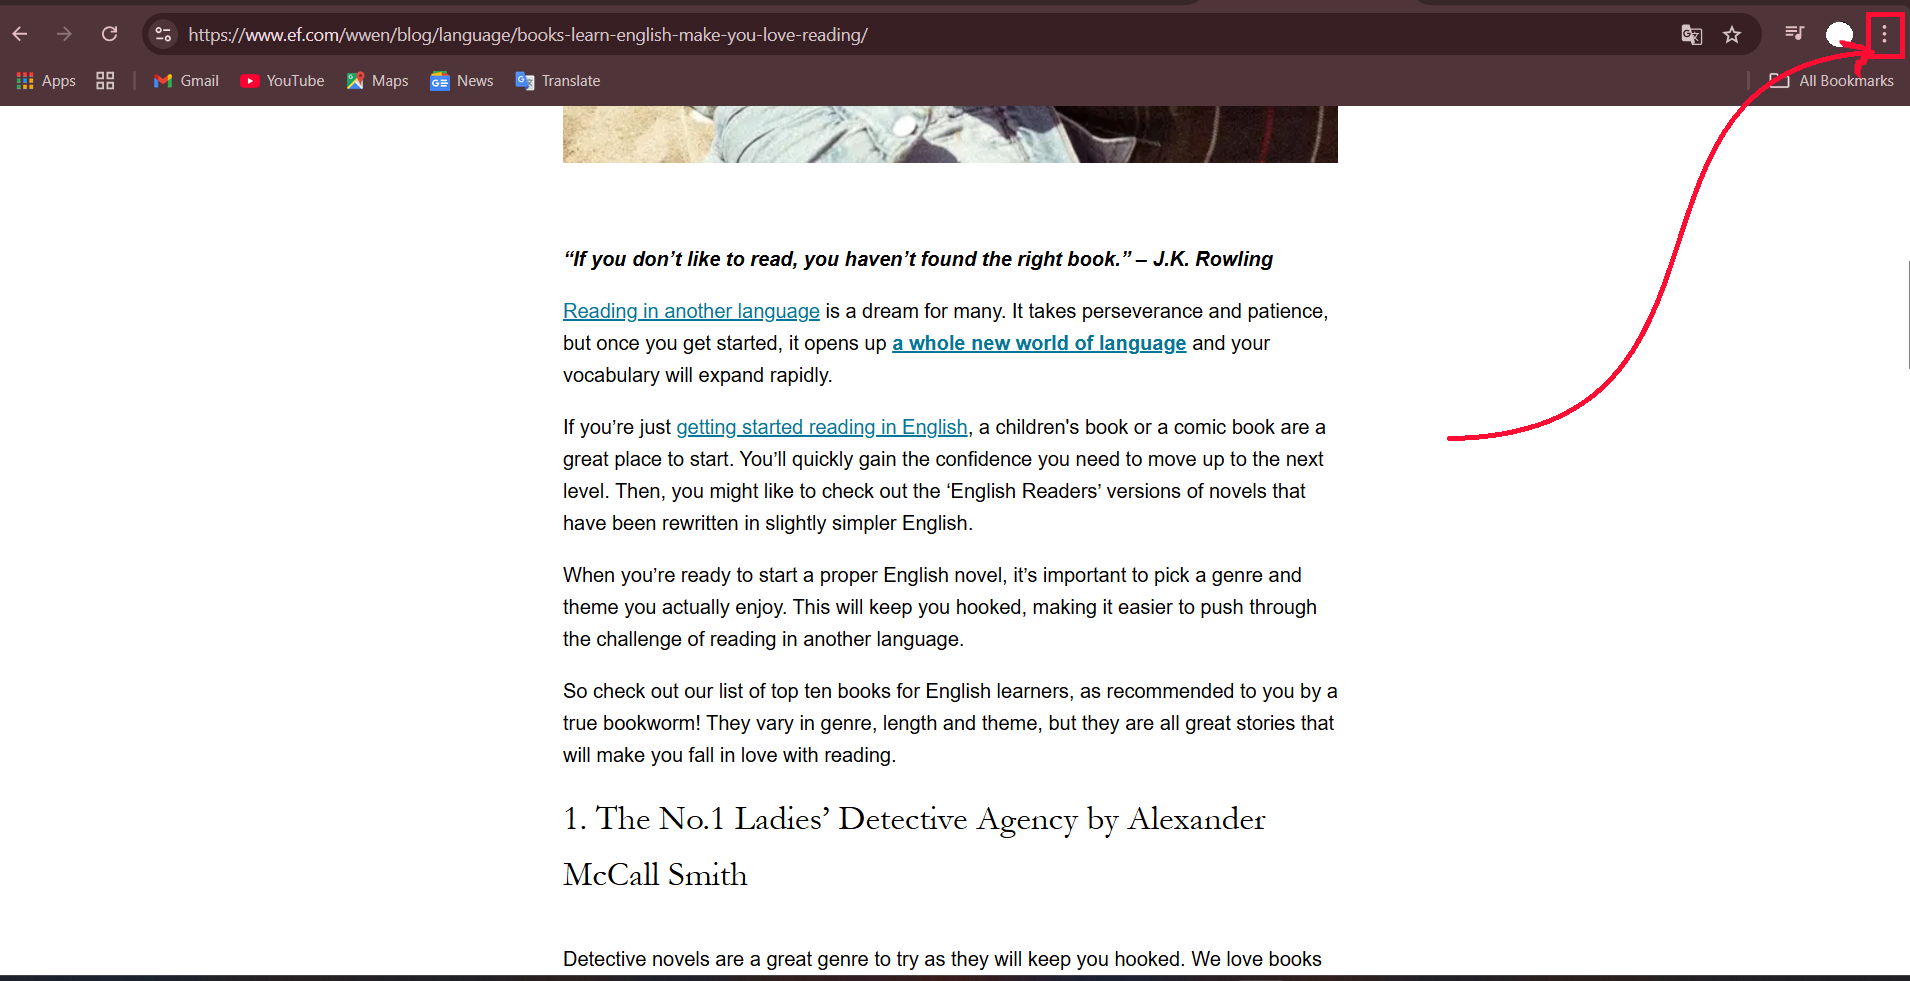 https://www.ef.com/wwen/blog/language/books-learn-english-make-you-love-reading/
Apps Gmail YouTube Maps News Translate All Bookmarks
“If you don’t like to read, you haven’t found the right book.” – J.K. Rowling
Reading in another language is a dream for many. It takes perseverance and patience,
but once you get started, it opens up a whole new world of language and your
vocabulary will expand rapidly.
If you’re just getting started reading in English, a children's book or a comic book are a
great place to start. You’ll quickly gain the confidence you need to move up to the next
level. Then, you might like to check out the ‘English Readers’ versions of novels that
have been rewritten in slightly simpler English.
When you’re ready to start a proper English novel, it’s important to pick a genre and
theme you actually enjoy. This will keep you hooked, making it easier to push through
the challenge of reading in another language.
So check out our list of top ten books for English learners, as recommended to you by a
true bookworm! They vary in genre, length and theme, but they are all great stories that
will make you fall in love with reading.
1. The No.1 Ladies’ Detective Agency by Alexander
McCall Smith
Detective novels are a great genre to try as they will keep you hooked. We love books